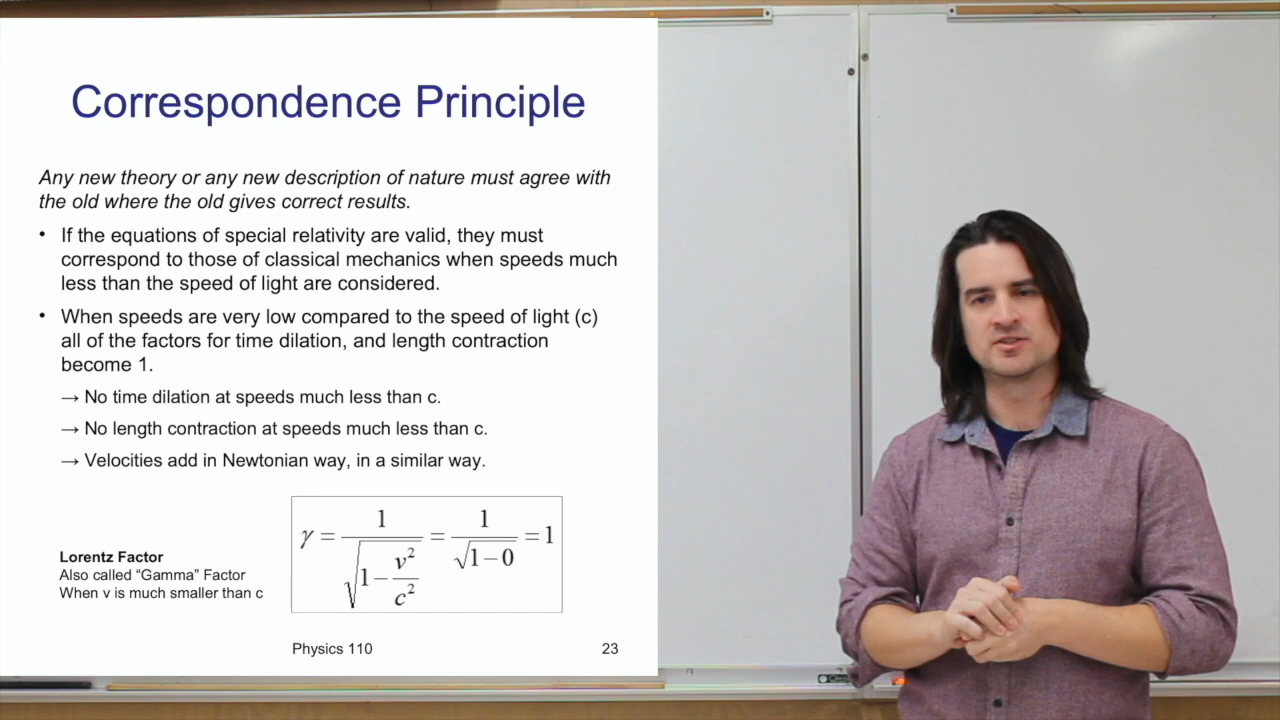 Correspondence Principle
Any new theory or any new description of nature must agree with
the old where the old gives correct results.
• If the equations of special relativity are valid, they must
correspond to those of classical mechanics when speeds much
less than the speed of light are considered.
• When speeds are very low compared to the speed of light (c)
all of the factors for time dilation, and length contraction
become 1.
→ No time dilation at speeds much less than c.
→ No length contraction at speeds much less than c.
→ Velocities add in Newtonian way, in a similar way.
γ = 1/√(1 − v²/c²) = 1/√(1 − 0) = 1
Lorentz Factor
Also called “Gamma” Factor
When v is much smaller than c
Physics 110
23